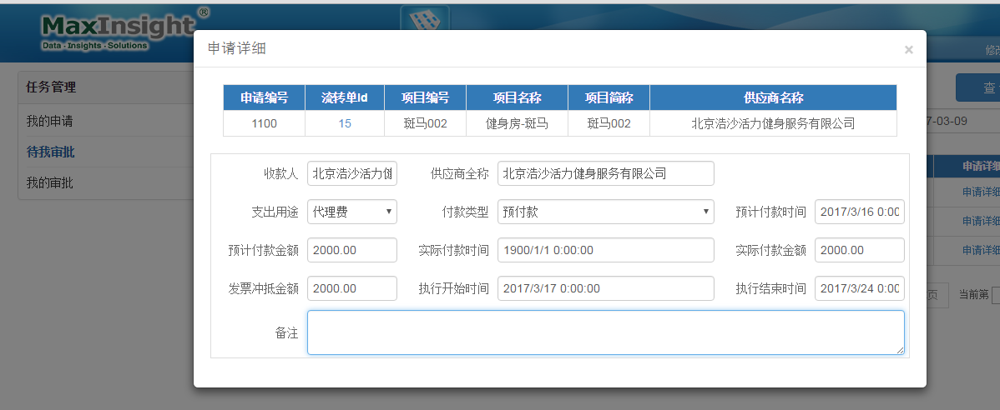 MaxInsight®
Data · Insights · Solutions
修改
任务管理
我的申请
待我审批
我的审批
申请详细
×
申请编号 流转单Id 项目编号 项目名称 项目简称 供应商名称
1100 15 斑马002 健身房-斑马 斑马002 北京浩沙活力健身服务有限公司
收款人 北京浩沙活力健 供应商全称 北京浩沙活力健身服务有限公司
支出用途 代理费 付款类型 预付款 预计付款时间 2017/3/16 0:00
预计付款金额 2000.00 实际付款时间 1900/1/1 0:00:00 实际付款金额 2000.00
发票冲抵金额 2000.00 执行开始时间 2017/3/17 0:00:00 执行结束时间 2017/3/24 0:00
备注
查
7-03-09
申请详细
申请详细
申请详细
申请详细
页 当前第